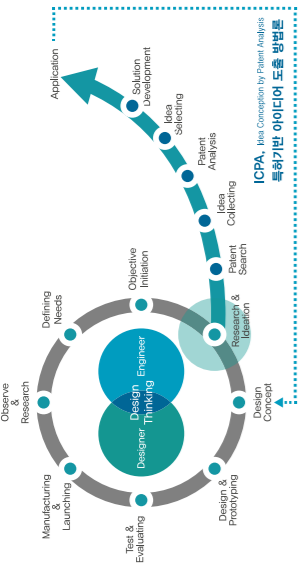 Application
Solution
Development
Idea
Selecting
Patent
Analysis
Idea
Collecting
Patent
Search
ICPA, Idea Conception by Patent Analysis
특허기반 아이디어 도출 방법론
Objective
Initiation
Defining
Needs
Observe
&
Research
Manufacturing
&
Launching
Test &
Evaluating
Design &
Prototyping
Design
Concept
Research &
Ideation
Designer
Design
Thinking
Engineer